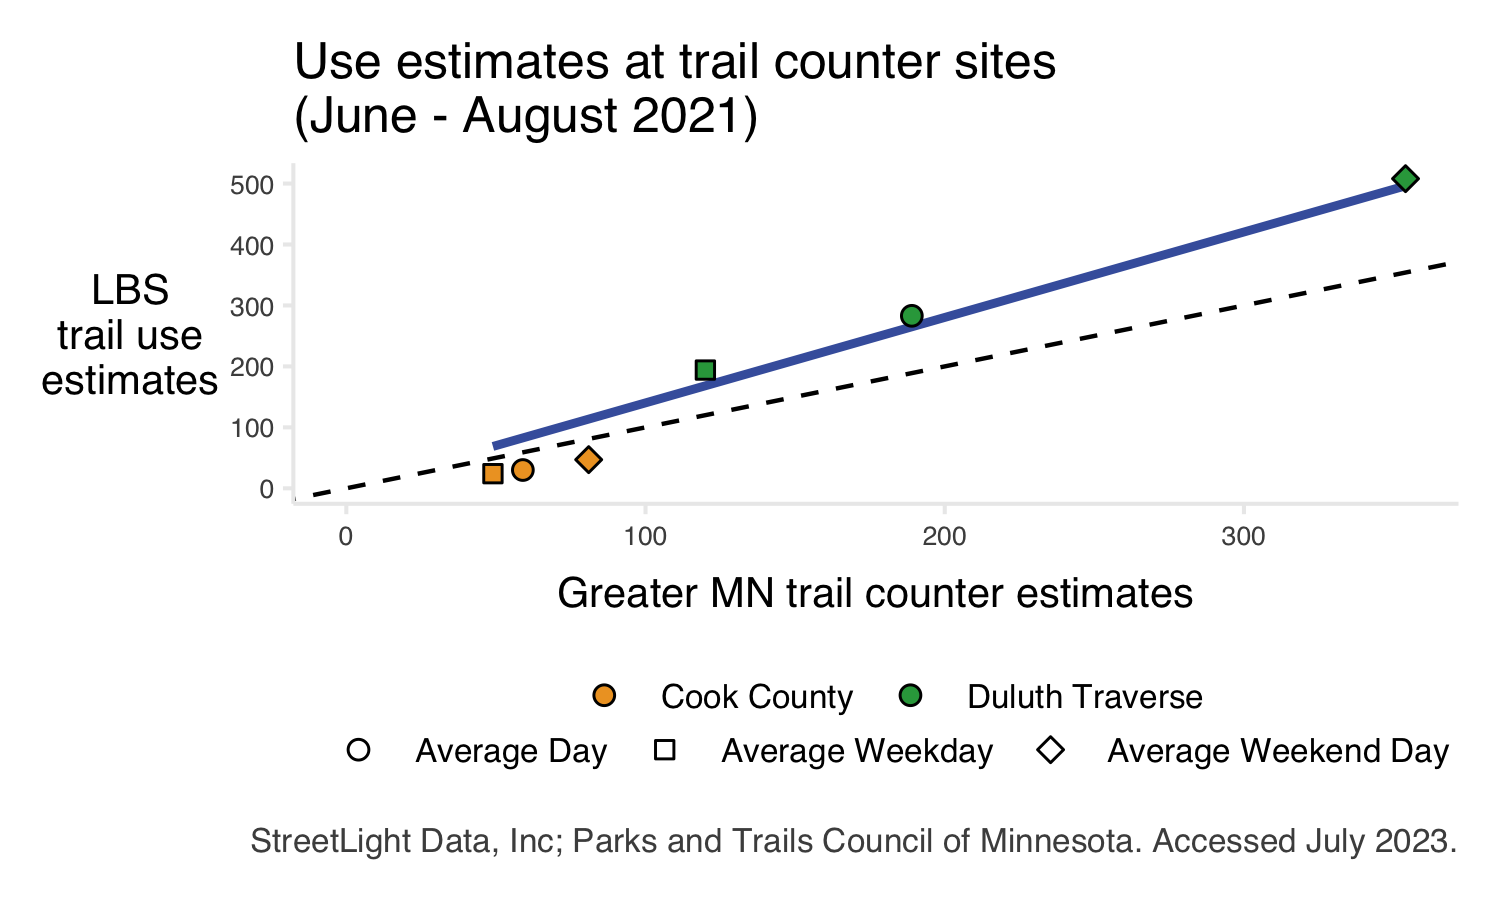 Use estimates at trail counter sites
(June - August 2021)
LBS
trail use
estimates
500
400
300
200
100
0
0 100 200 300
Greater MN trail counter estimates
Cook County Duluth Traverse
Average Day Average Weekday Average Weekend Day
StreetLight Data, Inc; Parks and Trails Council of Minnesota. Accessed July 2023.